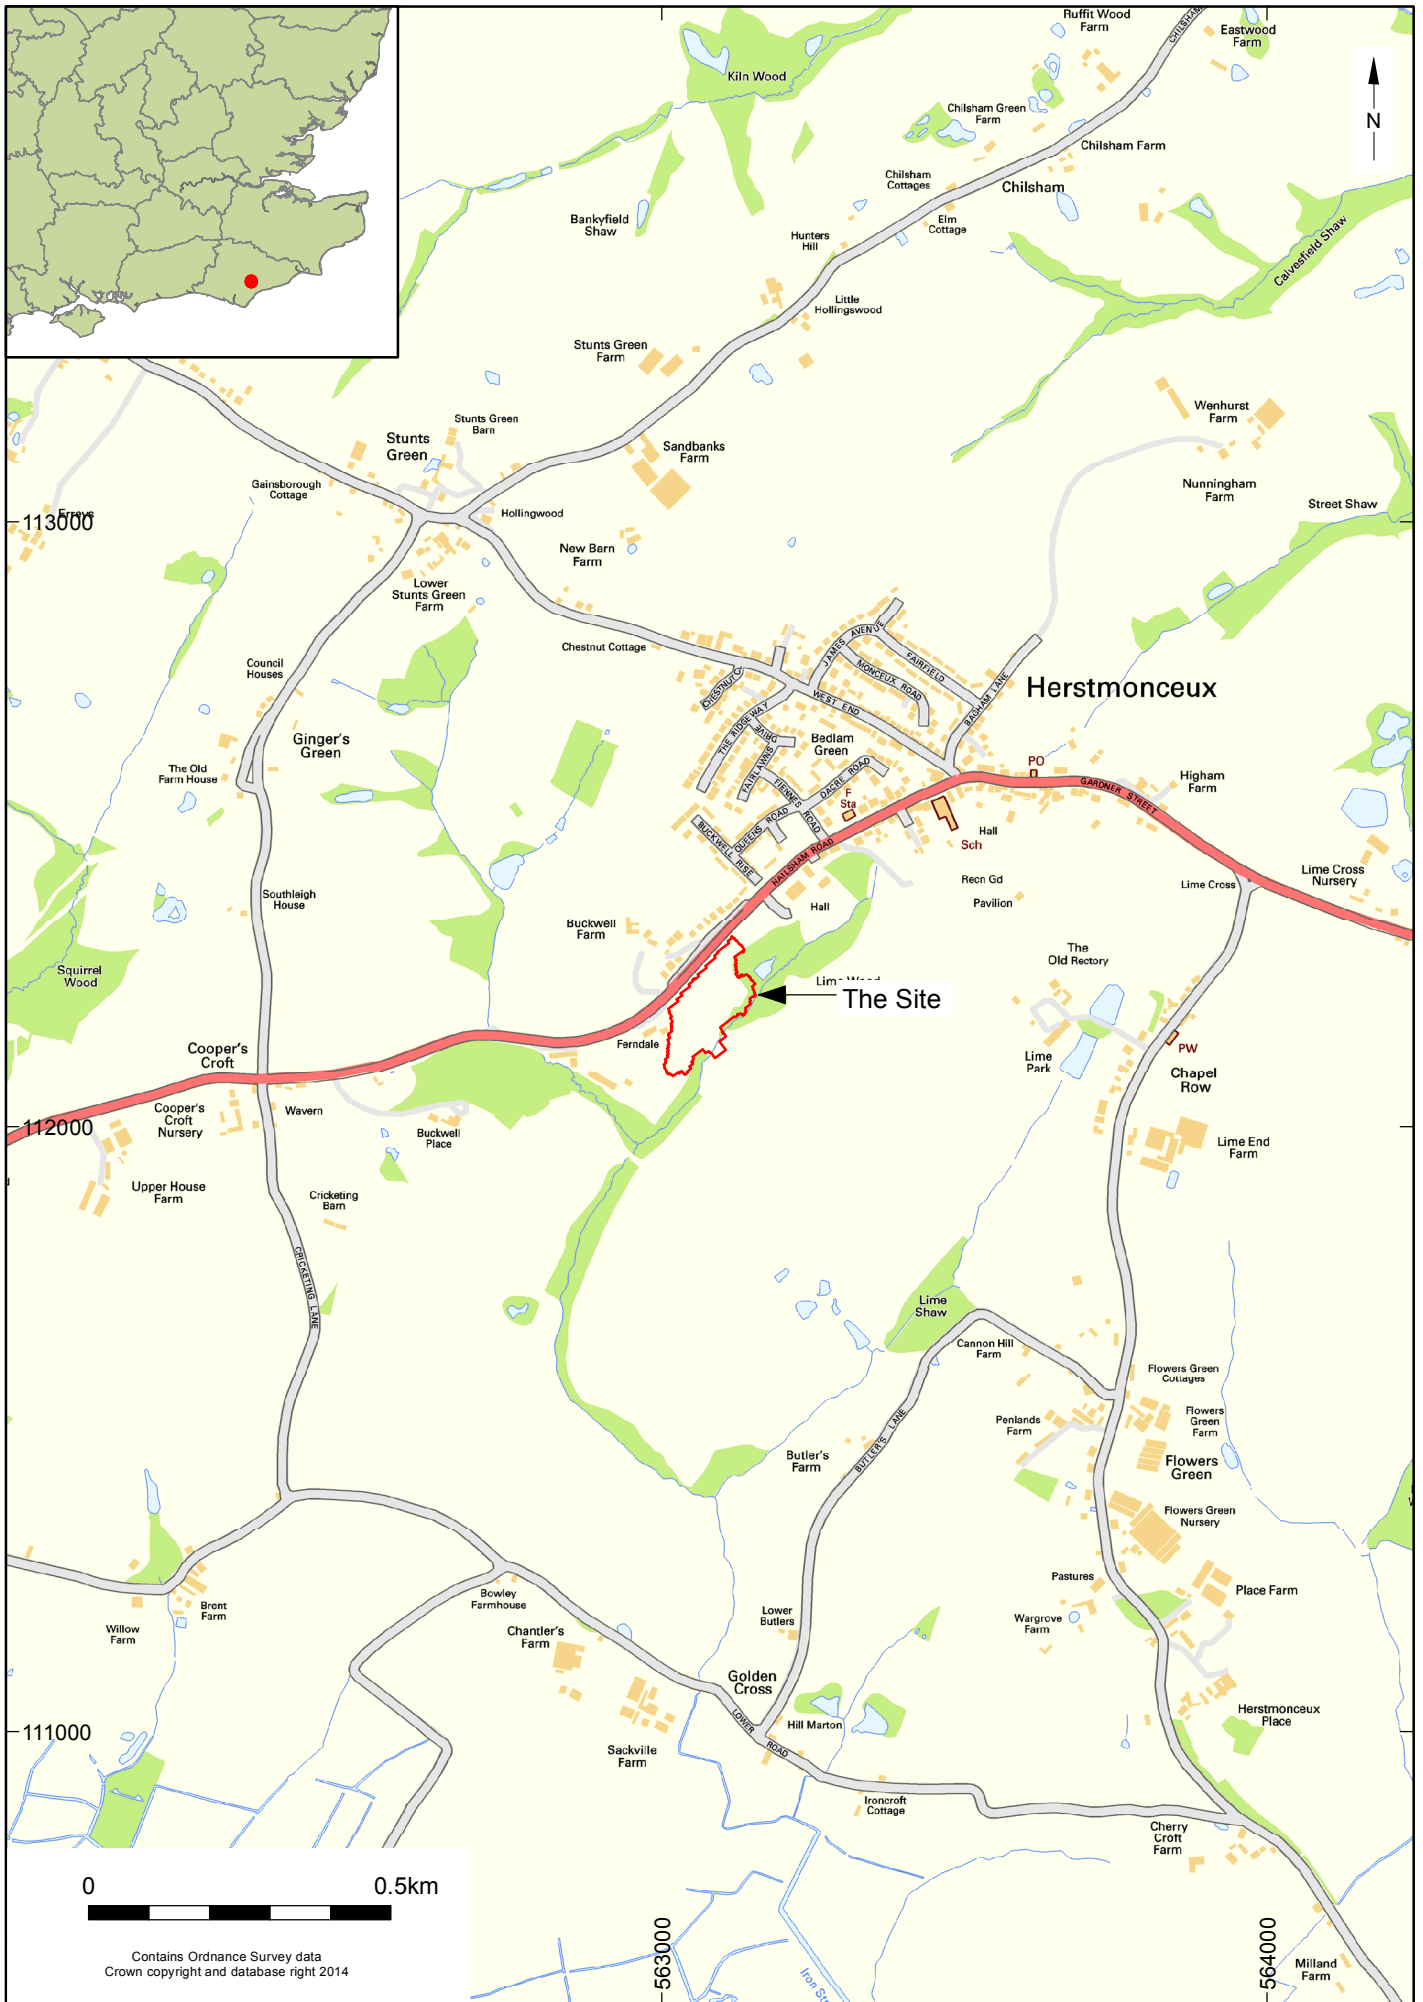 Ruffit Wood
Farm
CHILSHAM
Eastwood
Farm
Kiln Wood
N
Chilsham Green
Farm
Chilsham Farm
Chilsham
Cottages
Chilsham
Bankyfield
Shaw
Elm
Cottage
Hunters
Hill
Calvesfield Shaw
Little
Hollingswood
Stunts Green
Farm
Wenhurst
Farm
Stunts Green
Barn
Stunts
Green
Sandbanks
Farm
Gainsborough
Cottage
Nunningham
Farm
Street Shaw
Erreys
113000
Hollingwood
New Barn
Farm
Lower
Stunts Green
Farm
Chestnut Cottage
JAMES AVENUE
FAIRFIELD
MONCEUX ROAD
BAGHAM LANE
Council
Houses
CHESTNUT CL
WEST END
Herstmonceux
THE RIDGEWAY
Ginger's
Green
FAIRLAWNS
DRIVE
Bedlam
Green
The Old
Farm House
FIENNES
ROAD
DACRE ROAD
PO
GARDNER STREET
Higham
Farm
F
Sta
QUEENS ROAD
BUCKWELL RISE
HAILSHAM ROAD
Hall
Sch
Lime Cross
Lime Cross
Nursery
Recn Gd
Pavilion
Southleigh
House
Hall
Buckwell
Farm
The
Old Rectory
Squirrel
Wood
The Site
Ferndale
Cooper's
Croft
Lime
Park
PW
Chapel
Row
Cooper's
Croft
Nursery
Wavern
112000
Buckwell
Place
Lime End
Farm
Upper House
Farm
Cricketing
Barn
CRICKETING LANE
Lime
Shaw
Cannon Hill
Farm
Flowers Green
Cottages
Penlands
Farm
Flowers
Green
Farm
BUTLER'S LANE
Butler's
Farm
Flowers
Green
Flowers Green
Nursery
Pastures
Place Farm
Bowley
Farmhouse
Brent
Farm
Willow
Farm
Lower
Butlers
Wargrove
Farm
Chantler's
Farm
Golden
Cross
Herstmonceux
Place
LOWER
ROAD
Hill Marton
111000
Sackville
Farm
Ironcroft
Cottage
Cherry
Croft
Farm
0 0.5km
Contains Ordnance Survey data
Crown copyright and database right 2014
563000
564000
Milland
Farm